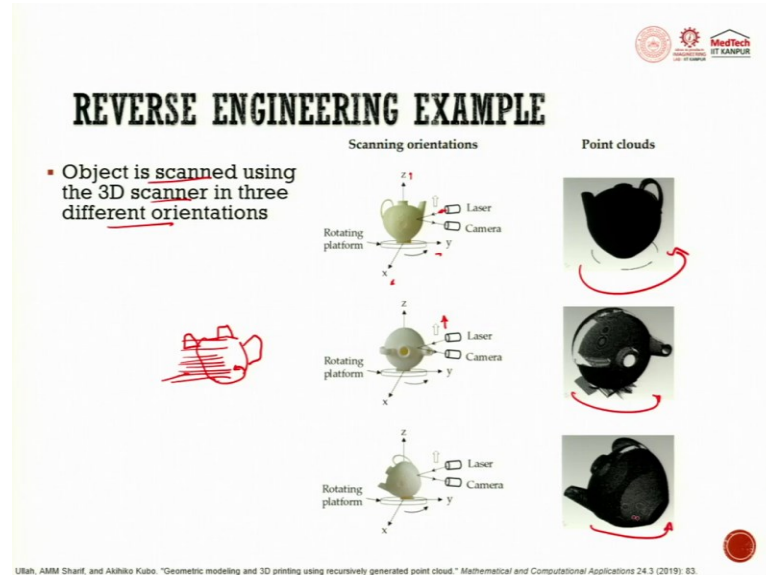 MedTech
IIT KANPUR
REVERSE ENGINEERING EXAMPLE
Scanning orientations
Point clouds
Object is scanned using
the 3D scanner in three
different orientations
z
Laser
Camera
Rotating
platform
y
x
z
Laser
Camera
Rotating
platform
y
x
z
Laser
Camera
Rotating
platform
y
x
Ullah, AMM Sharif, and Akihiko Kubo. "Geometric modeling and 3D printing using recursively generated point cloud." Mathematical and Computational Applications 24.3 (2019): 83.